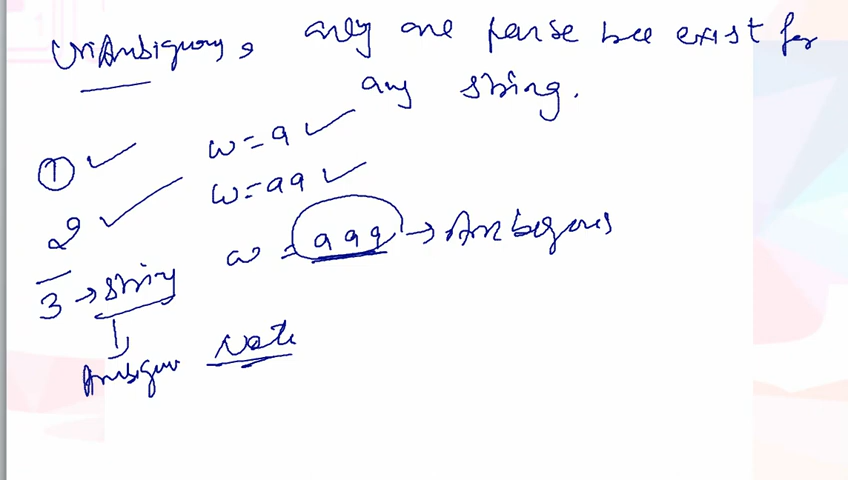 UnAmbiguous, only one parse tree exist for
any string.
① ✓ w = a ✓
2 ✓ w = aa ✓
w = aaa → Ambiguous
3 → string
Ambiguous Note